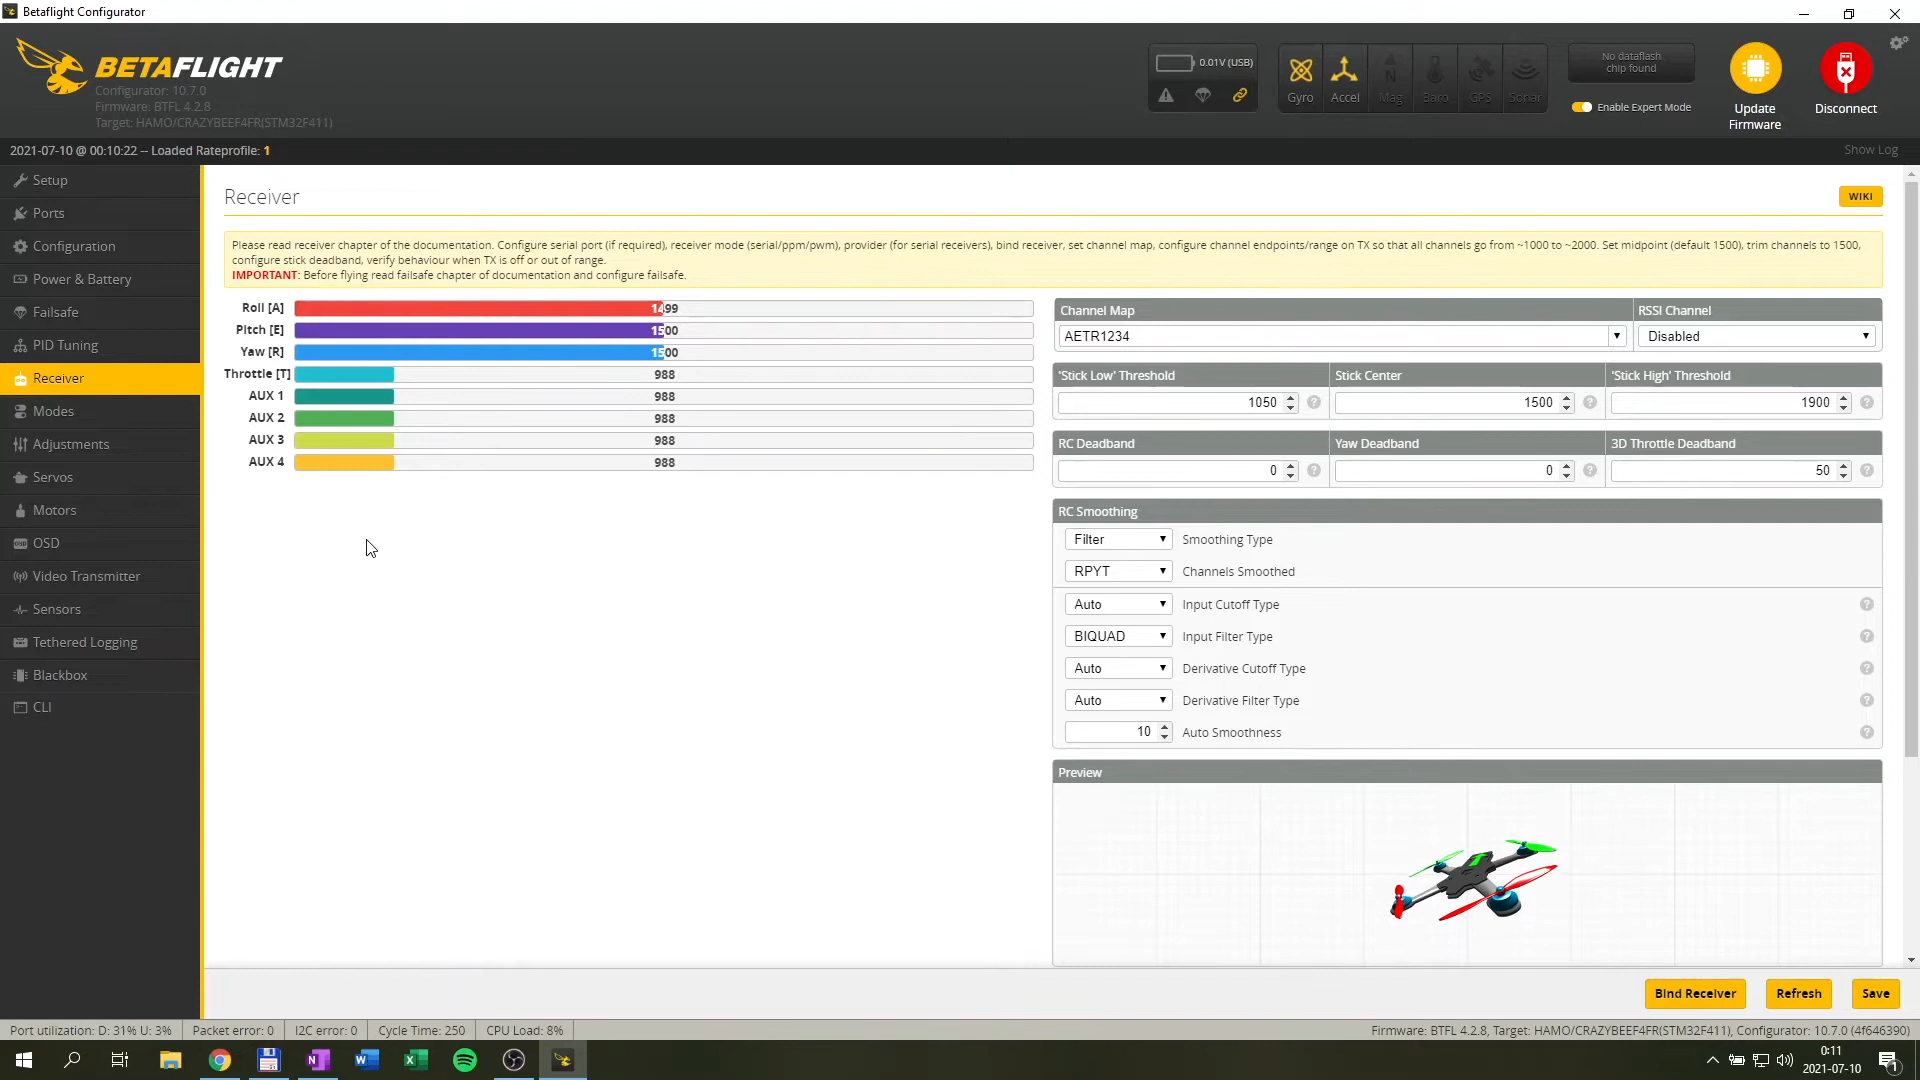 Betaflight Configurator
BETAFLIGHT
Configurator: 10.7.0
Firmware: BTFL 4.2.8
Target: HAMO/CRAZYBEEF4FR(STM32F411)
0.01V (USB)
Gyro
Accel
Mag
Baro
GPS
Sonar
No dataflash
chip found
Enable Expert Mode
Update
Firmware
Disconnect
2021-07-10 @ 00:10:22 -- Loaded Rateprofile: 1
Show Log
Setup
Ports
Configuration
Power & Battery
Failsafe
PID Tuning
Receiver
Modes
Adjustments
Servos
Motors
OSD
Video Transmitter
Sensors
Tethered Logging
Blackbox
CLI
Receiver
WIKI
Please read receiver chapter of the documentation. Configure serial port (if required), receiver mode (serial/ppm/pwm), provider (for serial receivers), bind receiver, set channel map, configure channel endpoints/range on TX so that all channels go from ~1000 to ~2000. Set midpoint (default 1500), trim channels to 1500,
configure stick deadband, verify behaviour when TX is off or out of range.
IMPORTANT: Before flying read failsafe chapter of documentation and configure failsafe.
Roll [A] 1499
Pitch [E] 1500
Yaw [R] 1500
Throttle [T] 988
AUX 1 988
AUX 2 988
AUX 3 988
AUX 4 988
Channel Map
RSSI Channel
AETR1234
Disabled
'Stick Low' Threshold
Stick Center
'Stick High' Threshold
1050
1500
1900
RC Deadband
Yaw Deadband
3D Throttle Deadband
0
0
50
RC Smoothing
Filter Smoothing Type
RPYT Channels Smoothed
Auto Input Cutoff Type
BIQUAD Input Filter Type
Auto Derivative Cutoff Type
Auto Derivative Filter Type
10 Auto Smoothness
Preview
Bind Receiver
Refresh
Save
Port utilization: D: 31% U: 3%
Packet error: 0
I2C error: 0
Cycle Time: 250
CPU Load: 8%
Firmware: BTFL 4.2.8, Target: HAMO/CRAZYBEEF4FR(STM32F411), Configurator: 10.7.0 (4f646390)
0:11
2021-07-10